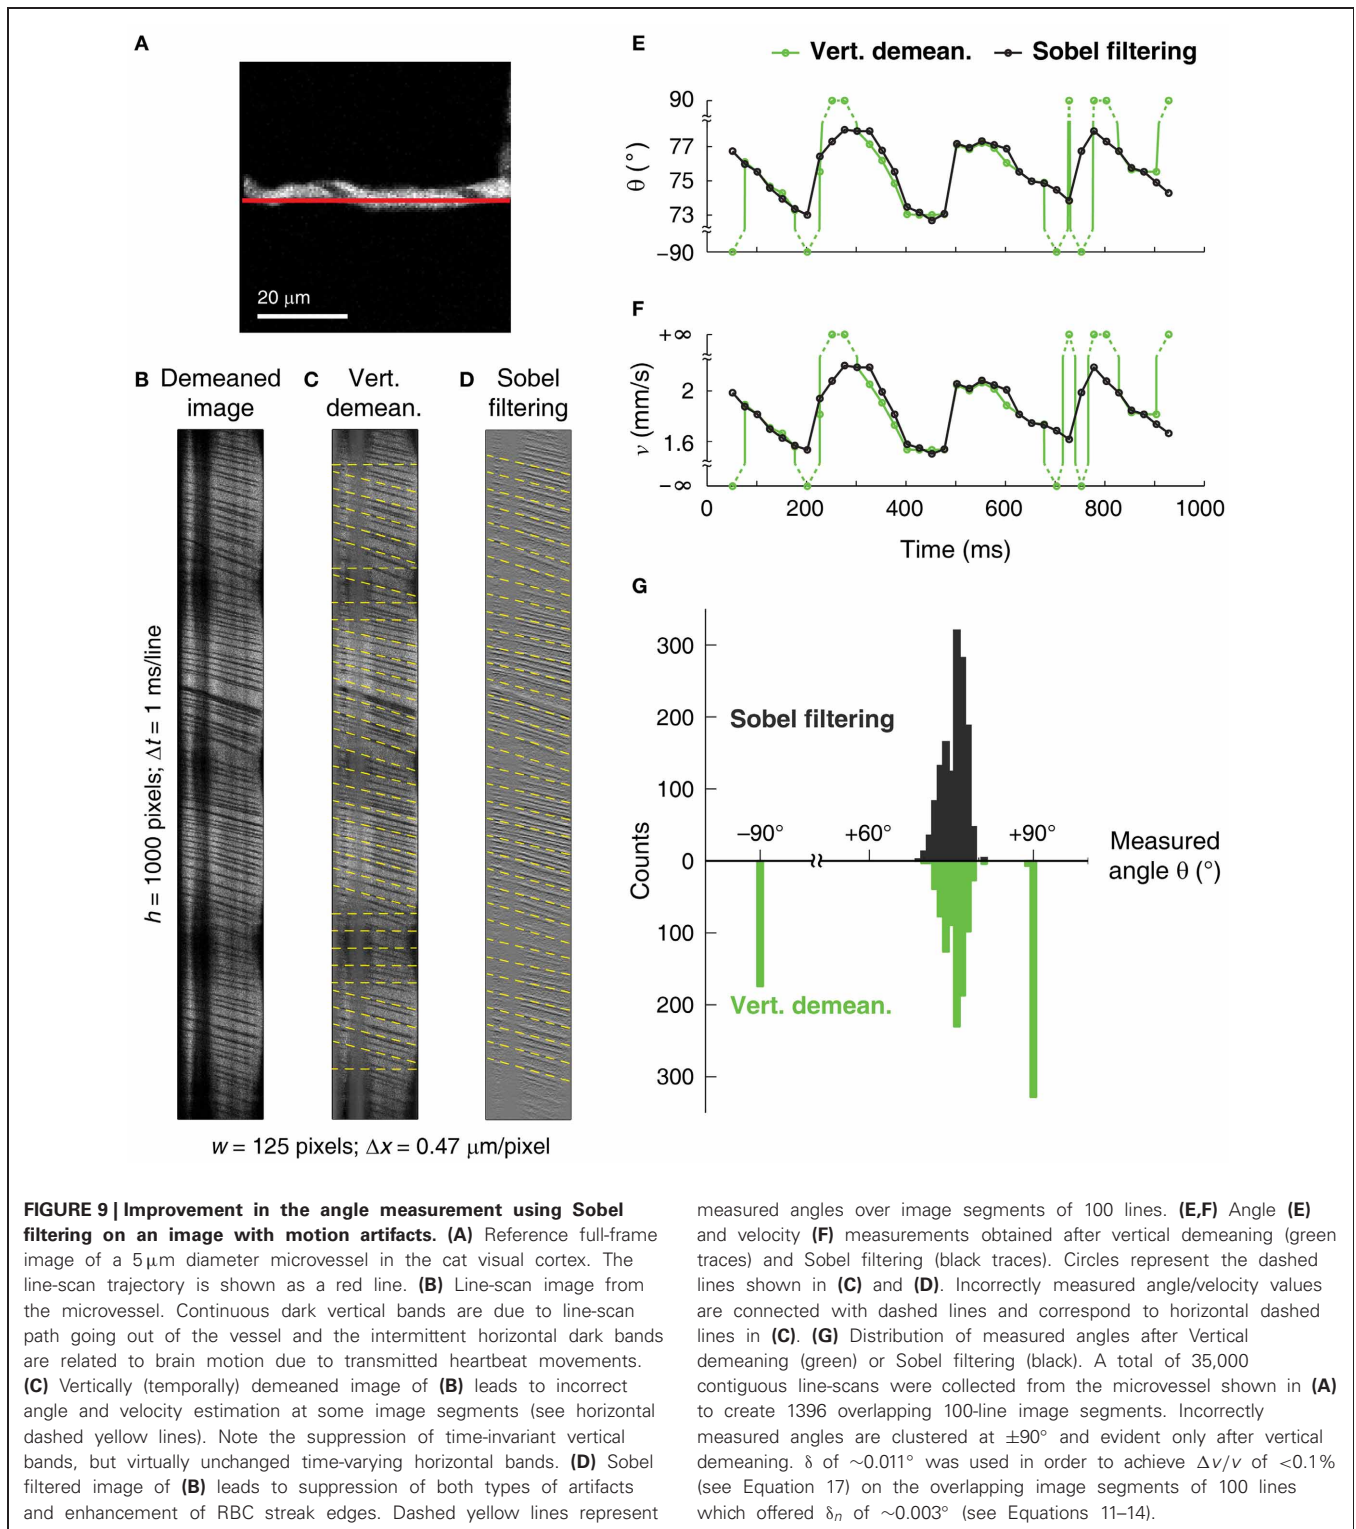 A
20 μm
B Demeaned image
C Vert. demean.
D Sobel filtering
h = 1000 pixels; Δt = 1 ms/line
w = 125 pixels; Δx = 0.47 μm/pixel
E
Vert. demean. Sobel filtering
90
77
75
73
−90
θ (°)
F
+∞
2
1.6
−∞
v (mm/s)
0 200 400 600 800 1000
Time (ms)
G
300
200
100
0
100
200
300
Counts
Sobel filtering
−90° +60° +90°
Measured
angle θ (°)
Vert. demean.
FIGURE 9 | Improvement in the angle measurement using Sobel
filtering on an image with motion artifacts. (A) Reference full-frame
image of a 5 μm diameter microvessel in the cat visual cortex. The
line-scan trajectory is shown as a red line. (B) Line-scan image from
the microvessel. Continuous dark vertical bands are due to line-scan
path going out of the vessel and the intermittent horizontal dark bands
are related to brain motion due to transmitted heartbeat movements.
(C) Vertically (temporally) demeaned image of (B) leads to incorrect
angle and velocity estimation at some image segments (see horizontal
dashed yellow lines). Note the suppression of time-invariant vertical
bands, but virtually unchanged time-varying horizontal bands. (D) Sobel
filtered image of (B) leads to suppression of both types of artifacts
and enhancement of RBC streak edges. Dashed yellow lines represent
measured angles over image segments of 100 lines. (E,F) Angle (E)
and velocity (F) measurements obtained after vertical demeaning (green
traces) and Sobel filtering (black traces). Circles represent the dashed
lines shown in (C) and (D). Incorrectly measured angle/velocity values
are connected with dashed lines and correspond to horizontal dashed
lines in (C). (G) Distribution of measured angles after Vertical
demeaning (green) or Sobel filtering (black). A total of 35,000
contiguous line-scans were collected from the microvessel shown in (A)
to create 1396 overlapping 100-line image segments. Incorrectly
measured angles are clustered at ±90° and evident only after vertical
demeaning. δ of ~0.011° was used in order to achieve Δv/v of <0.1%
(see Equation 17) on the overlapping image segments of 100 lines
which offered δn of ~0.003° (see Equations 11–14).